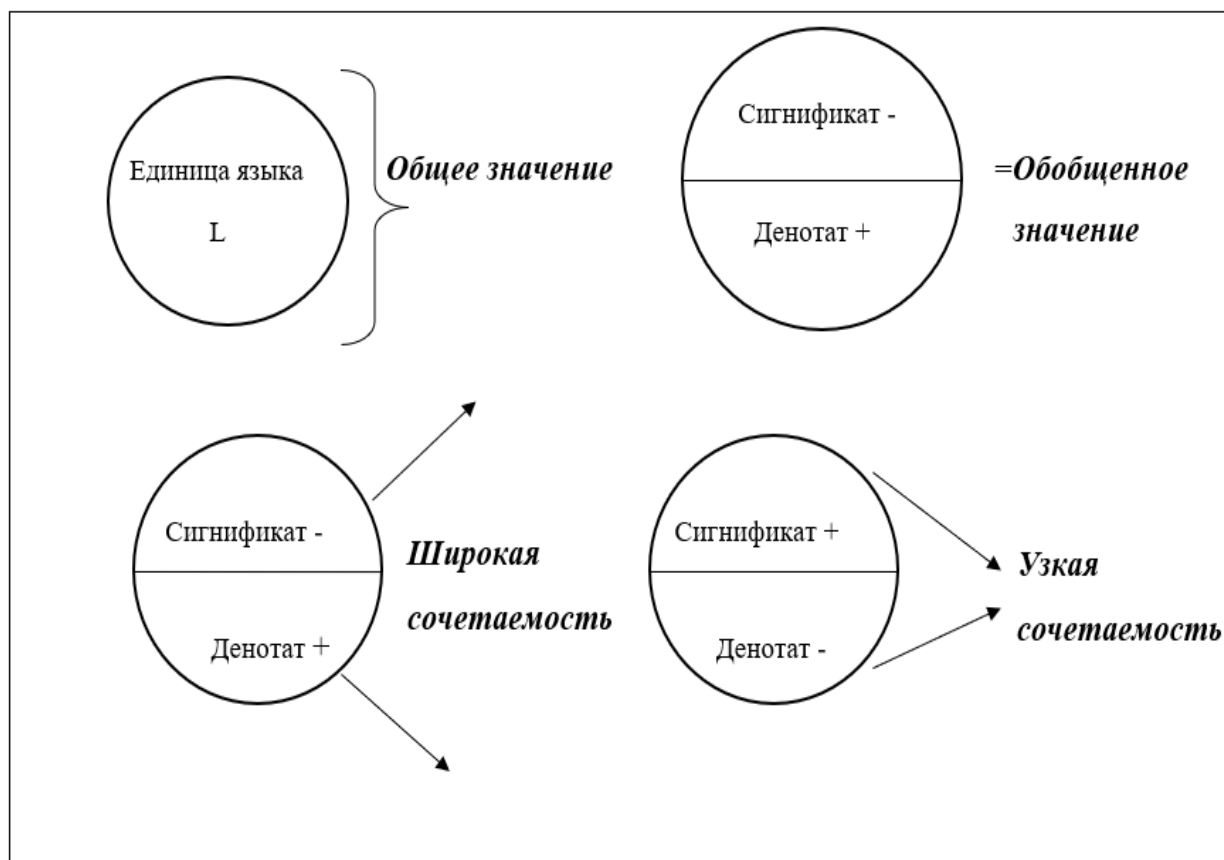 Единица языка
L
Общее значение
Сигнификат -
Денотат +
=Обобщенное
значение
Сигнификат -
Денотат +
Широкая
сочетаемость
Сигнификат +
Денотат -
Узкая
сочетаемость